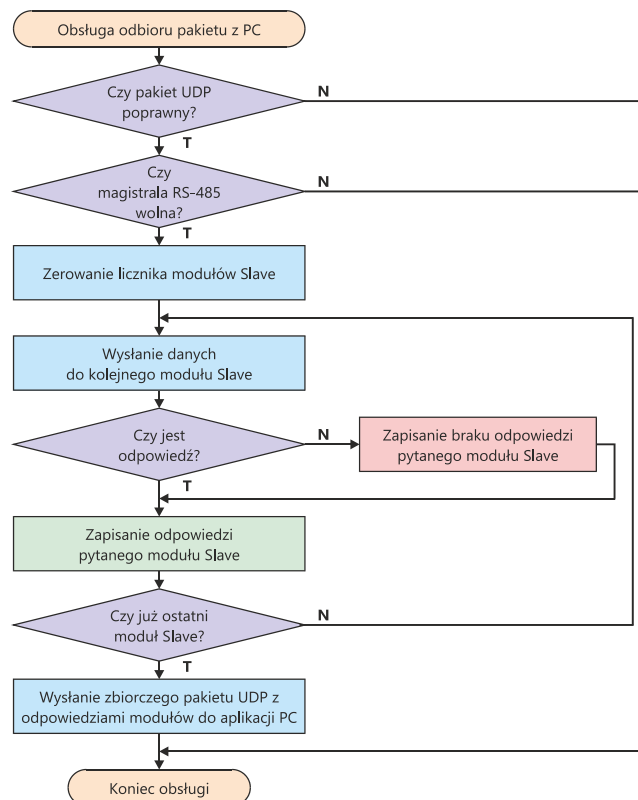 Obsługa odbioru pakietu z PC
Czy pakiet UDP
poprawny?
N
T
Czy
magistrala RS-485
wolna?
N
T
Zerowanie licznika modułów Slave
Wysłanie danych
do kolejnego modułu Slave
Czy jest
odpowiedź?
N
Zapisanie braku odpowiedzi
pytanego modułu Slave
T
Zapisanie odpowiedzi
pytanego modułu Slave
Czy już ostatni
moduł Slave?
N
T
Wysłanie zbiorczego pakietu UDP z
odpowiedziami modułów do aplikacji PC
Koniec obsługi